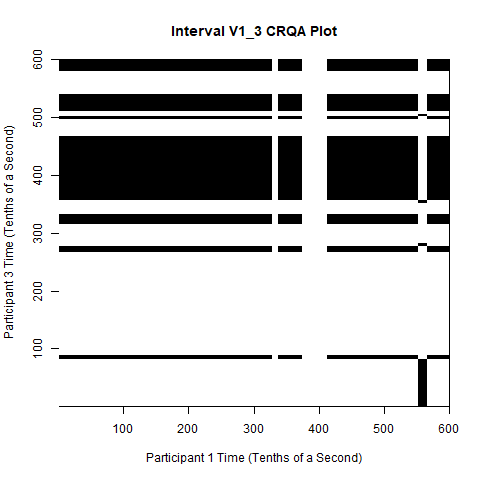 Interval V1_3 CRQA Plot
Participant 3 Time (Tenths of a Second)
600
500
400
300
200
100
100 200 300 400 500 600
Participant 1 Time (Tenths of a Second)